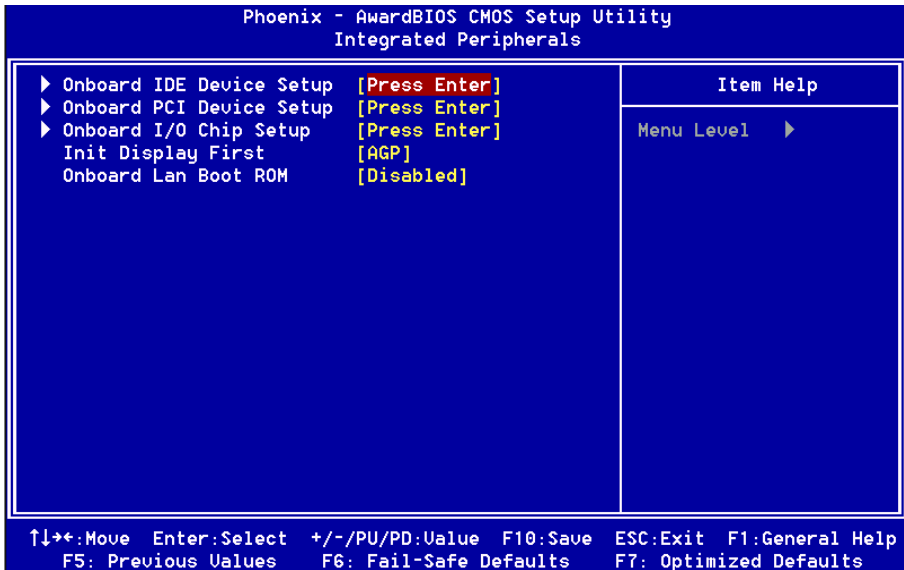 Phoenix - AwardBIOS CMOS Setup Utility
Integrated Peripherals
Onboard IDE Device Setup [Press Enter]
Onboard PCI Device Setup [Press Enter]
Onboard I/O Chip Setup [Press Enter]
Init Display First [AGP]
Onboard Lan Boot ROM [Disabled]
Item Help
Menu Level
↑↓→←:Move Enter:Select +/-/PU/PD:Value F10:Save ESC:Exit F1:General Help
F5: Previous Values F6: Fail-Safe Defaults F7: Optimized Defaults